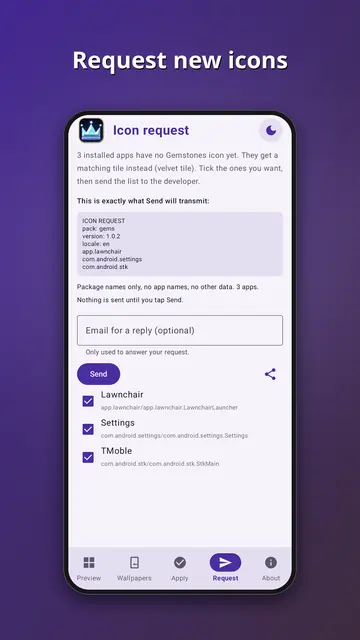 Request new icons
Icon request
3 installed apps have no Gemstones icon yet. They get a
matching tile instead (velvet tile). Tick the ones you want,
then send the list to the developer.
This is exactly what Send will transmit:
ICON REQUEST
pack: gems
version: 1.0.2
locale: en
app.lawnchair
com.android.settings
com.android.stk
Package names only, no app names, no other data. 3 apps.
Nothing is sent until you tap Send.
Email for a reply (optional)
Only used to answer your request.
Send
Lawnchair
app.lawnchair/app.lawnchair.LawnchairLauncher
Settings
com.android.settings/com.android.settings.Settings
TMoble
com.android.stk/com.android.stk.StkMain
Preview
Wallpapers
Apply
Request
About